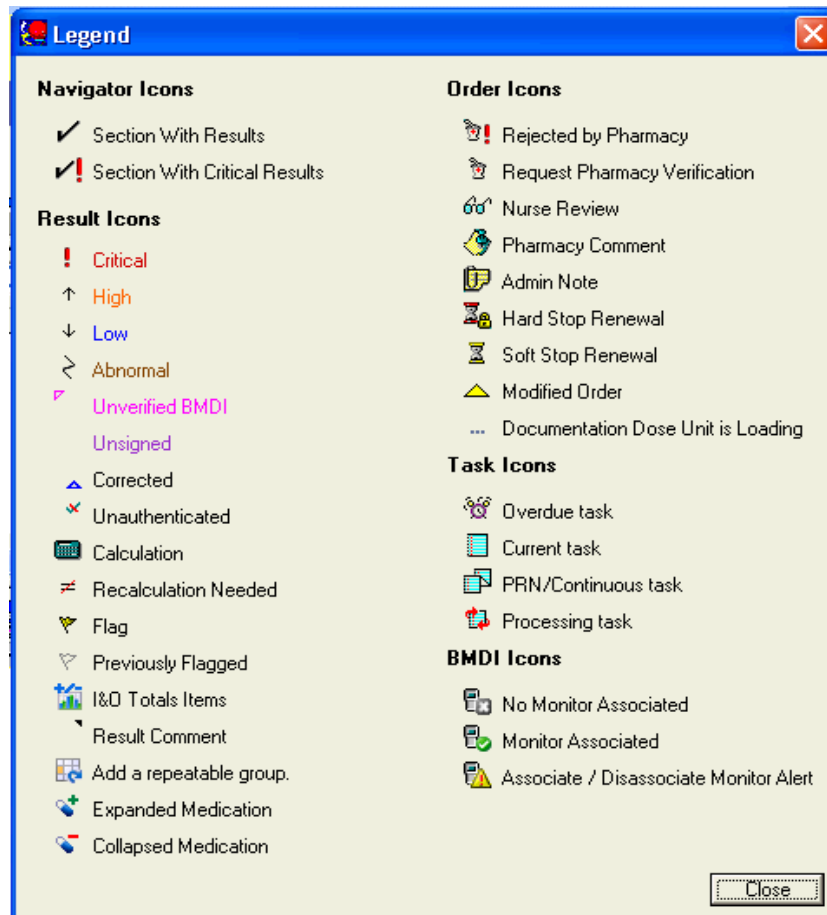 Legend
Navigator Icons
Section With Results
Section With Critical Results
Result Icons
Critical
High
Low
Abnormal
Unverified BMDI
Unsigned
Corrected
Unauthenticated
Calculation
Recalculation Needed
Flag
Previously Flagged
I&O Totals Items
Result Comment
Add a repeatable group.
Expanded Medication
Collapsed Medication
Order Icons
Rejected by Pharmacy
Request Pharmacy Verification
Nurse Review
Pharmacy Comment
Admin Note
Hard Stop Renewal
Soft Stop Renewal
Modified Order
... Documentation Dose Unit is Loading
Task Icons
Overdue task
Current task
PRN/Continuous task
Processing task
BMDI Icons
No Monitor Associated
Monitor Associated
Associate / Disassociate Monitor Alert
Close